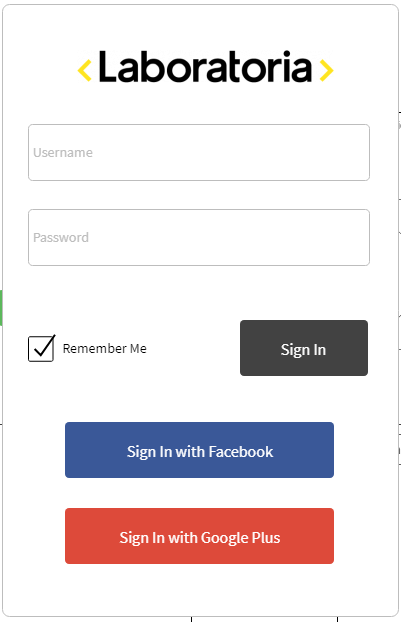 <Laboratoria>
Username
Password
Remember Me
Sign In
Sign In with Facebook
Sign In with Google Plus